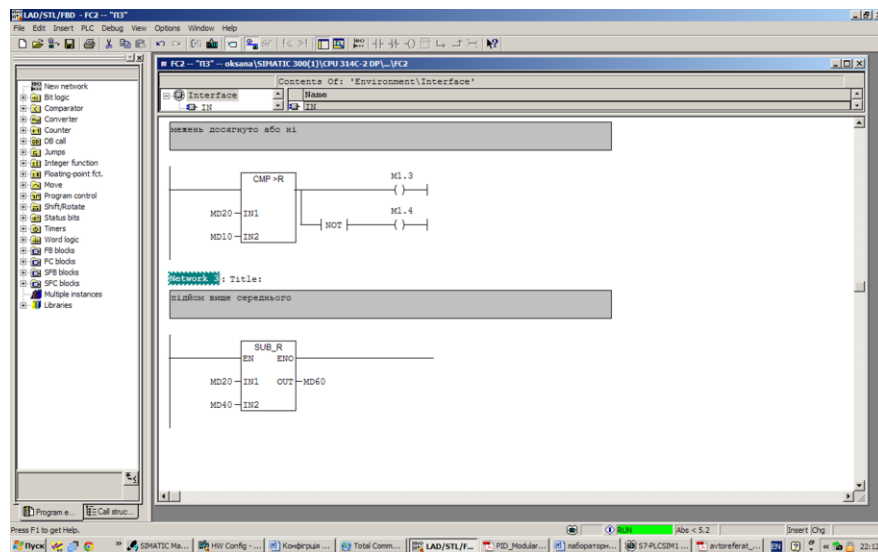 LAD/STL/FBD - FC2 -- "ПЗ"
File Edit Insert PLC Debug View Options Window Help
FC2 -- "ПЗ" -- oksana\SIMATIC 300(1)\CPU 314C-2 DP\...\FC2
Contents Of: 'Environment\Interface'
Interface
Name
IN
IN
New network
Bit logic
Comparator
Converter
Counter
DB call
Jumps
Integer function
Floating-point fct.
Move
Program control
Shift/Rotate
Status bits
Timers
Word logic
FB blocks
FC blocks
SFB blocks
SFC blocks
Multiple instances
Libraries
межень досягнуто або ні
CMP >R
M1.3
MD20 IN1
NOT
M1.4
MD10 IN2
Network 3: Title:
підйом вище середнього
SUB_R
EN ENO
MD20 IN1 OUT MD60
MD40 IN2
Program e... Call struc...
Press F1 to get Help.
RUN
Abs < 5.2
Insert Chg
Пуск
SIMATIC Ma...
HW Config - ...
Конфігрція ...
Total Comm...
LAD/STL/F...
PID_Modular...
лабораторн...
S7-PLCSIM1 ...
avtoreferat_...
EN
22:12